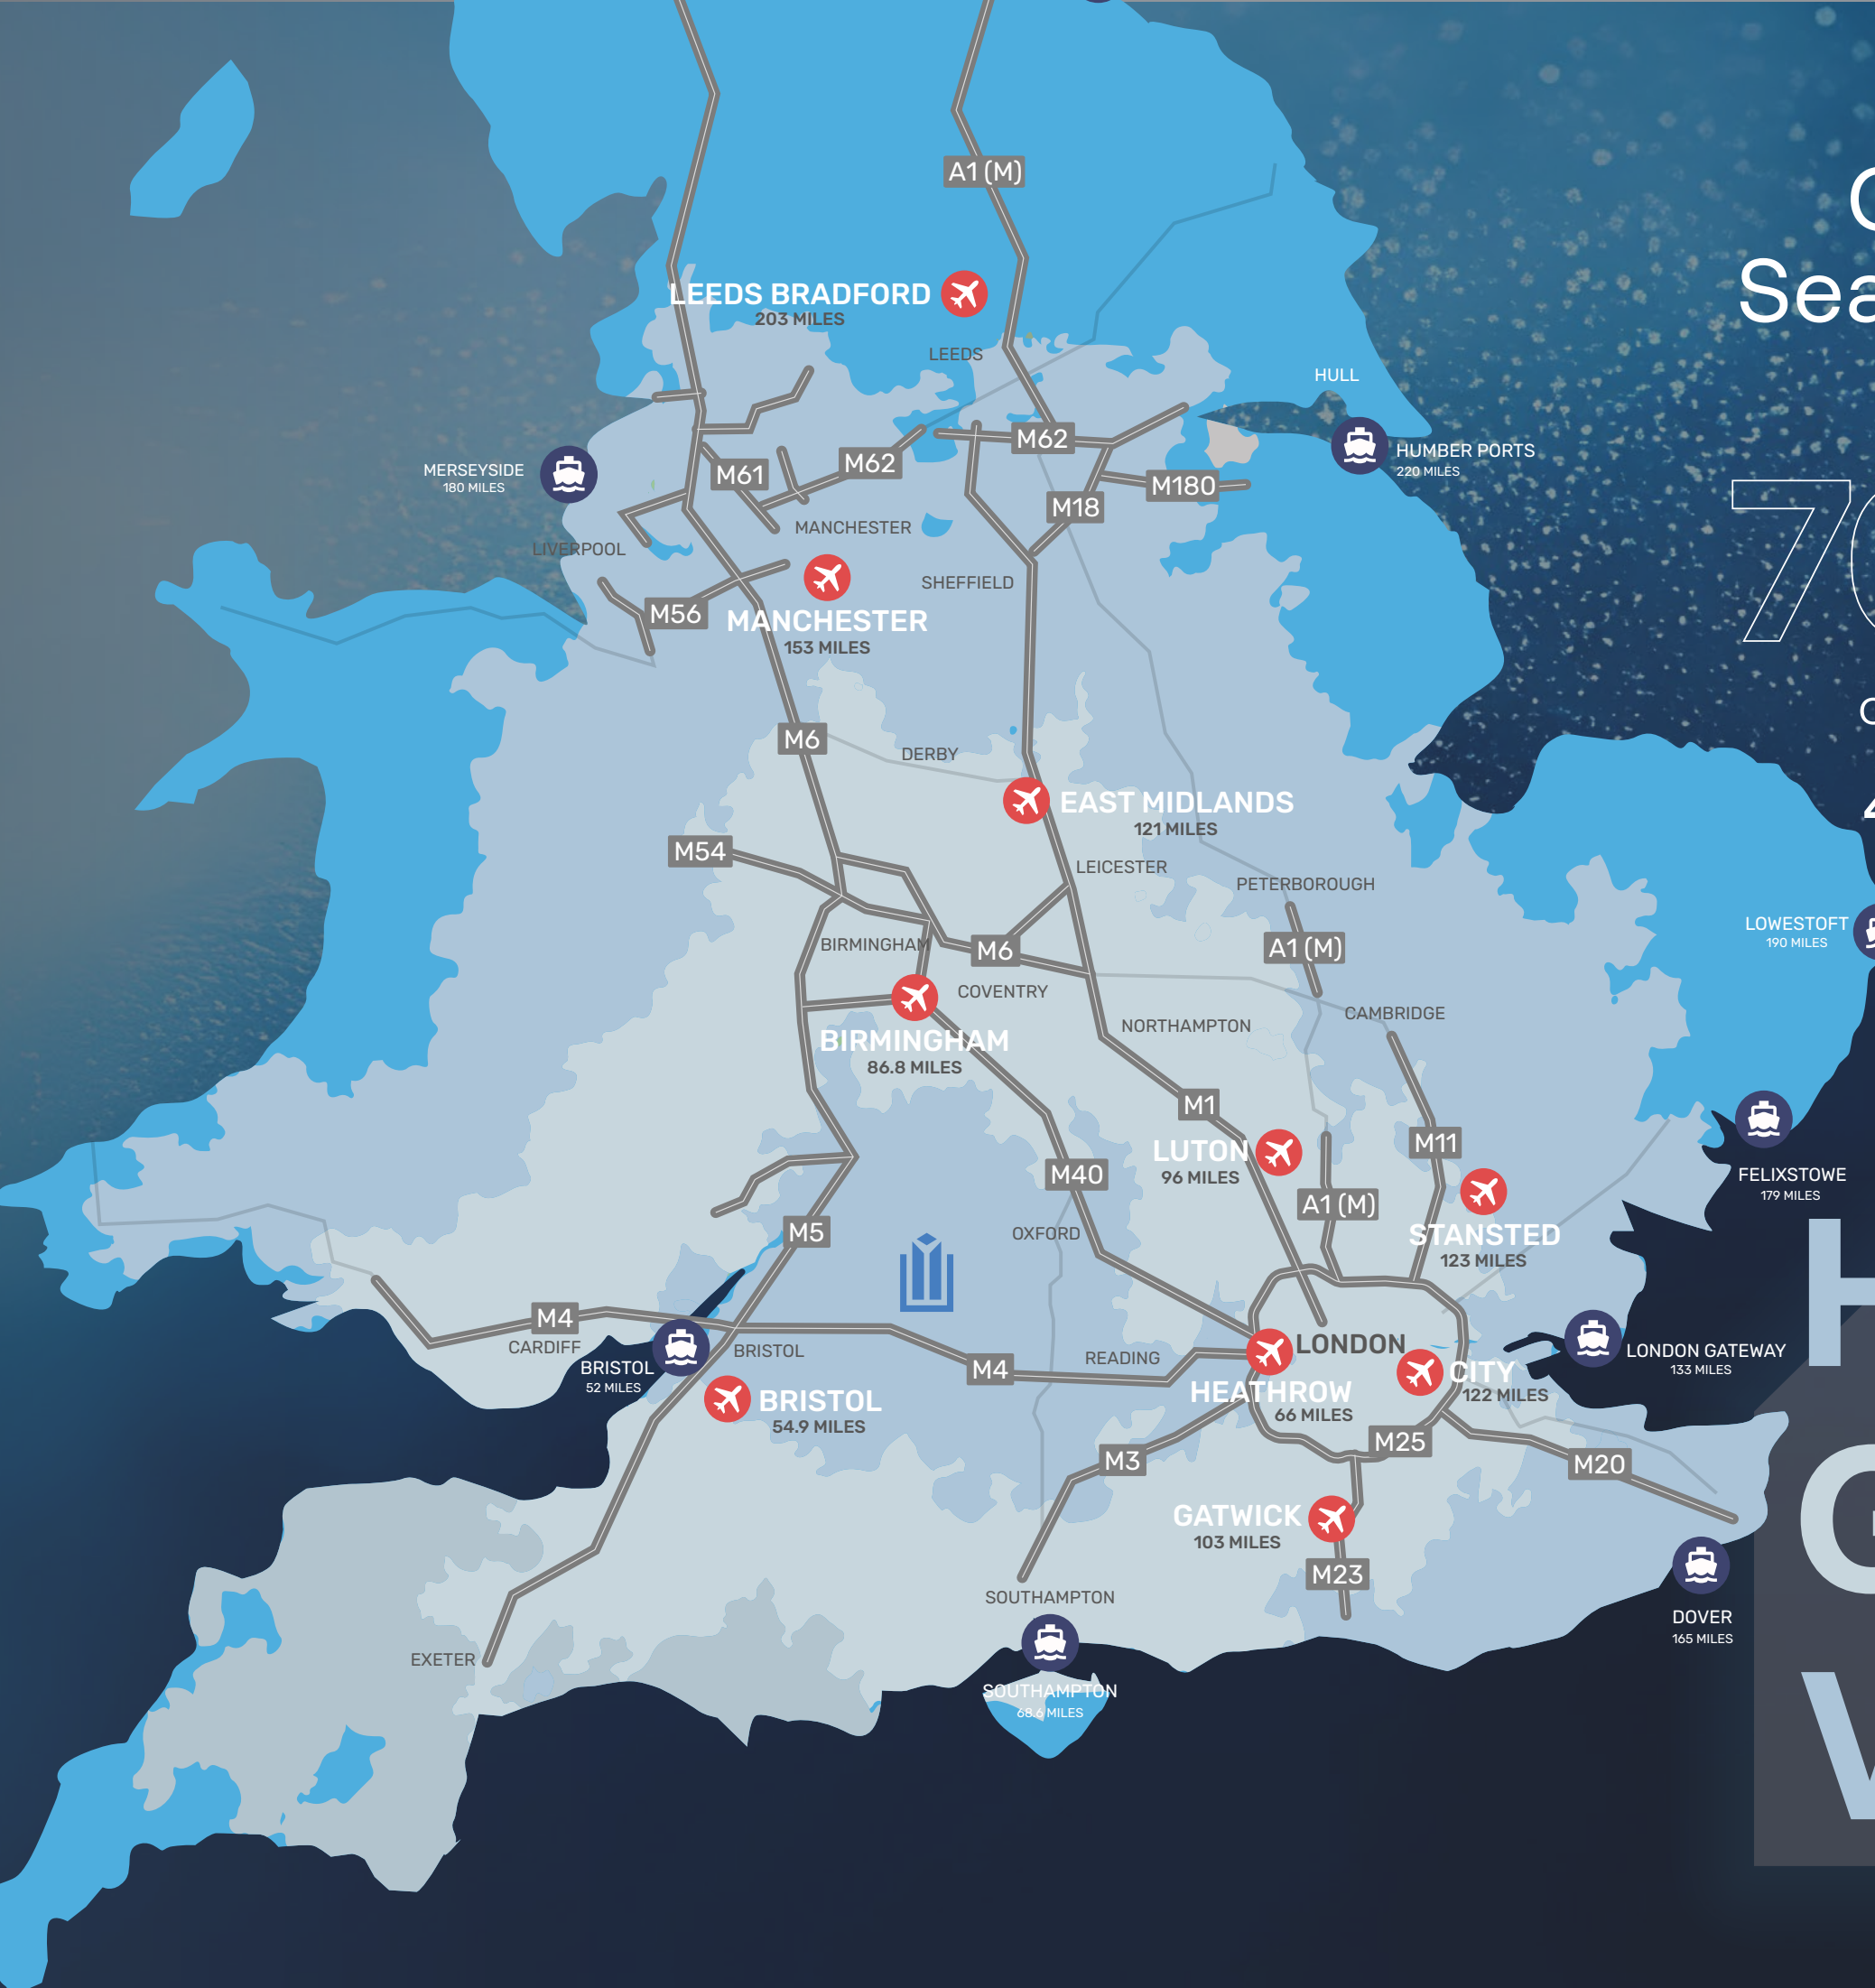 A1 (M)
LEEDS BRADFORD
203 MILES
LEEDS
HULL
M62
HUMBER PORTS
220 MILES
M62
M61
MERSEYSIDE
180 MILES
M180
M18
MANCHESTER
LIVERPOOL
SHEFFIELD
M56
MANCHESTER
153 MILES
M6
DERBY
EAST MIDLANDS
121 MILES
M54
LEICESTER
PETERBOROUGH
LOWESTOFT
190 MILES
BIRMINGHAM
M6
A1 (M)
COVENTRY
CAMBRIDGE
NORTHAMPTON
BIRMINGHAM
86.8 MILES
M1
M11
LUTON
96 MILES
M40
FELIXSTOWE
179 MILES
A1 (M)
M5
OXFORD
STANSTED
123 MILES
M4
CARDIFF
BRISTOL
52 MILES
BRISTOL
M4
READING
LONDON
LONDON GATEWAY
133 MILES
HEATHROW
66 MILES
CITY
122 MILES
BRISTOL
54.9 MILES
M25
M3
M20
GATWICK
103 MILES
M23
SOUTHAMPTON
DOVER
165 MILES
EXETER
SOUTHAMPTON
68.6 MILES
Sea
7
H
G
V